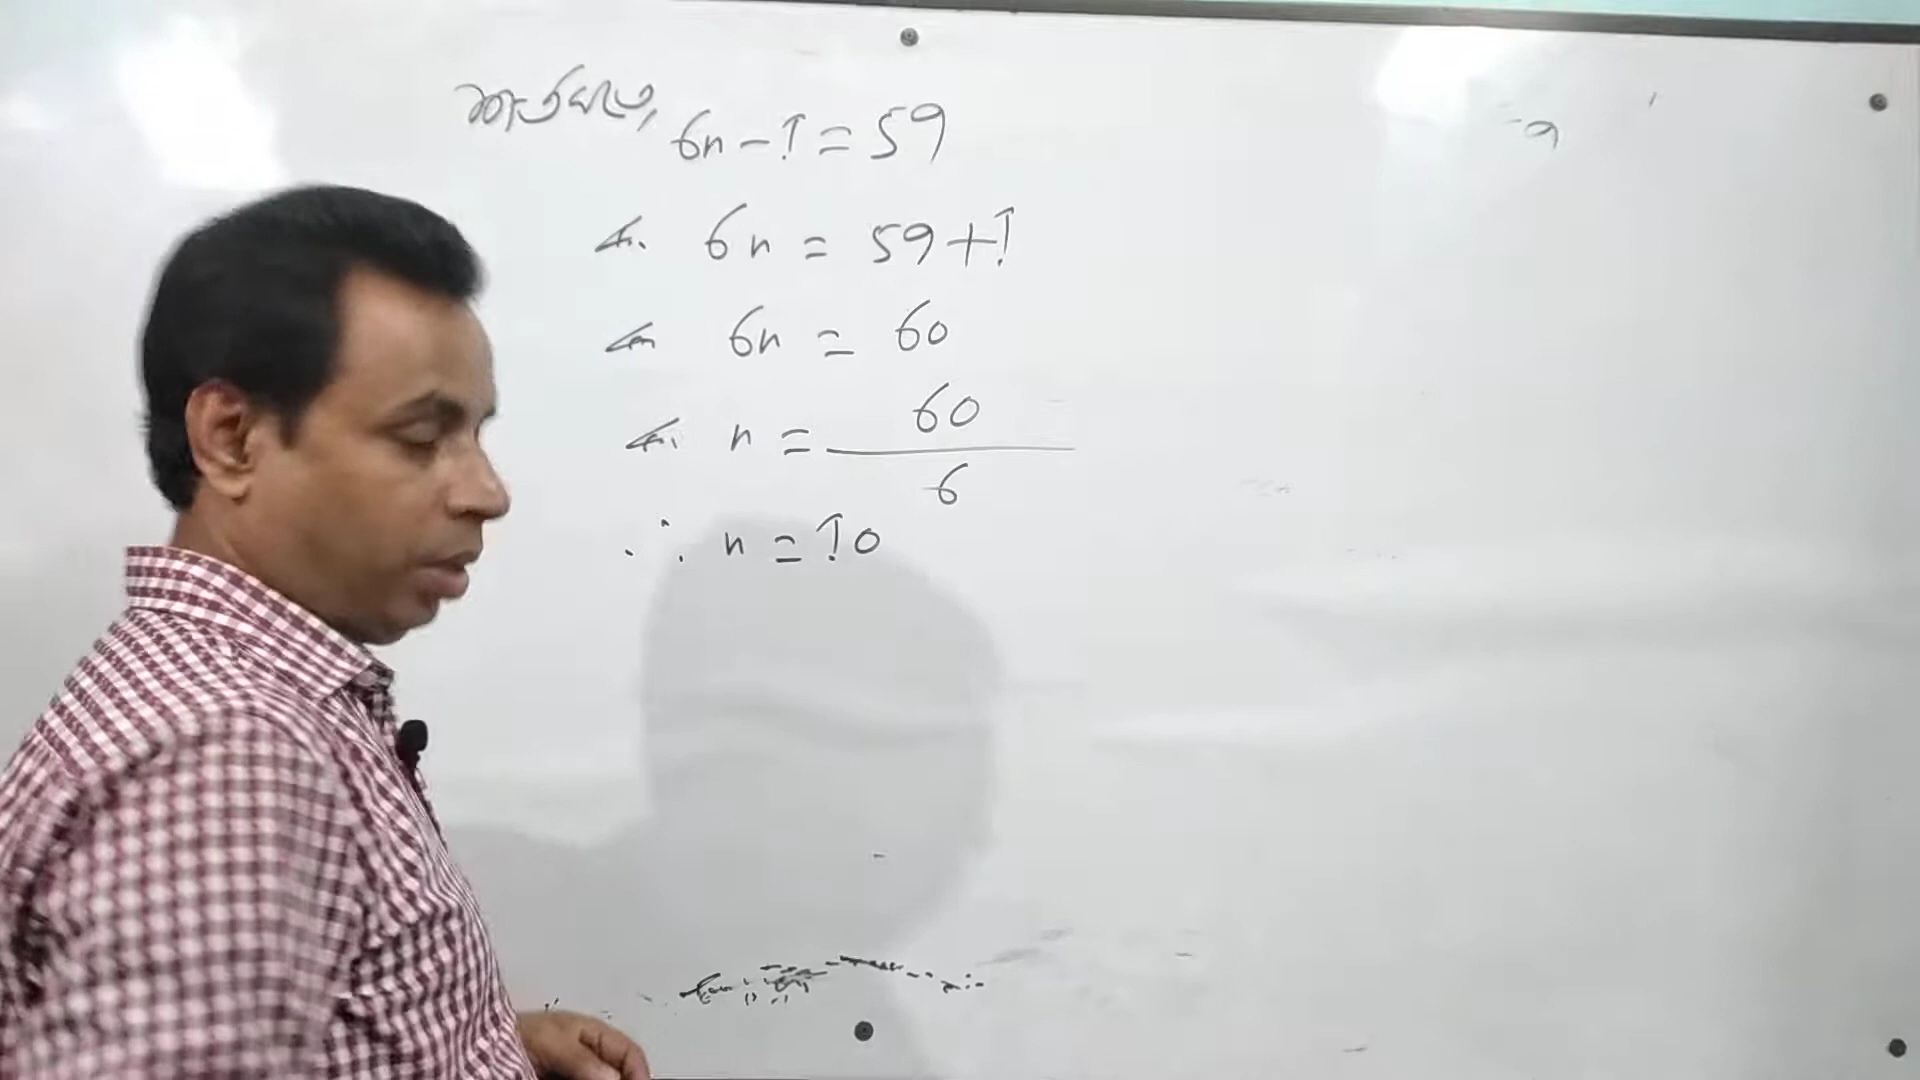 শর্তমতে, 6n - 1 = 59
বা, 6n = 59 + 1
বা, 6n = 60
বা, n = 60 / 6
∴ n = 10